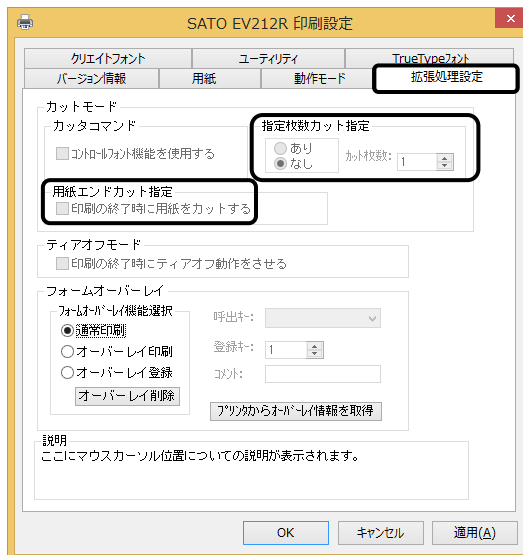 SATO EV212R 印刷設定
クリエイトフォント ユーティリティ TrueTypeフォント
バージョン情報 用紙 動作モード 拡張処理設定
カットモード
カッタコマンド
コントロールフォント機能を使用する
指定枚数カット指定
あり
なし
カット枚数: 1
用紙エンドカット指定
印刷の終了時に用紙をカットする
ティアオフモード
印刷の終了時にティアオフ動作をさせる
フォームオーバーレイ
フォームオーバーレイ機能選択
通常印刷
オーバーレイ印刷
オーバーレイ登録
オーバーレイ削除
呼出キー:
登録キー: 1
コメント:
プリンタからオーバーレイ情報を取得
説明
ここにマウスカーソル位置についての説明が表示されます。
OK キャンセル 適用(A)